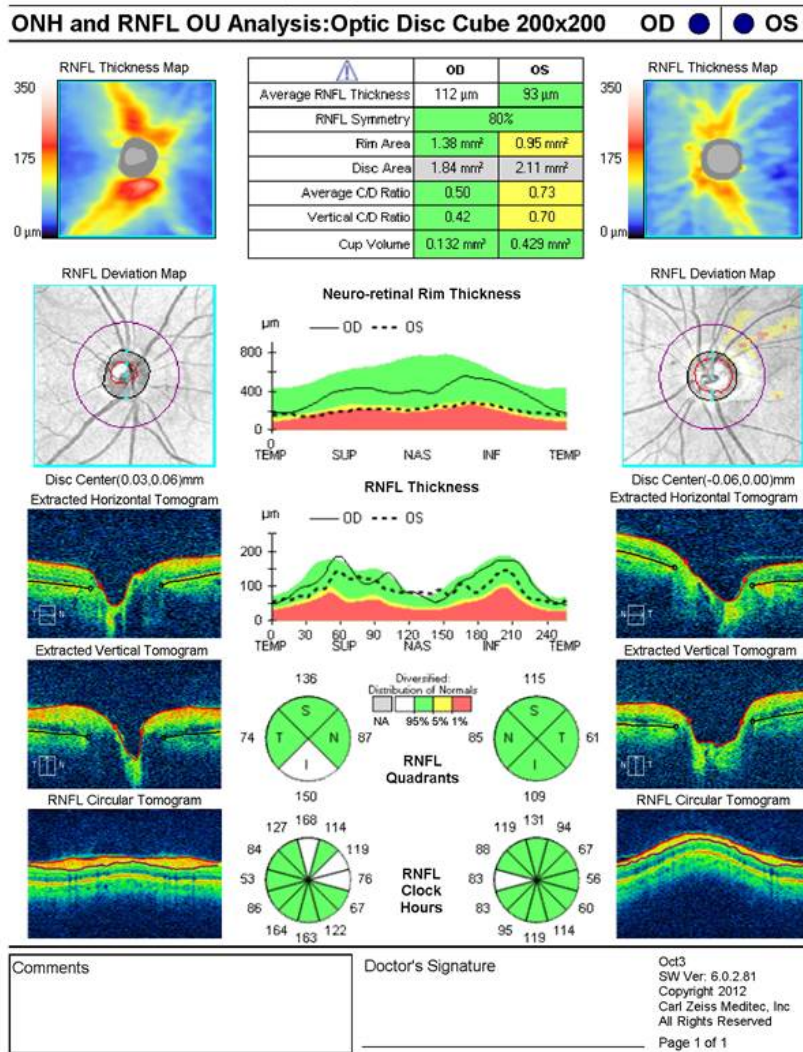 ONH and RNFL OU Analysis:Optic Disc Cube 200x200 OD OS
RNFL Thickness Map
350
175
0 µm
OD OS
Average RNFL Thickness 112 µm 93 µm
RNFL Symmetry 80%
Rim Area 1.38 mm² 0.95 mm²
Disc Area 1.84 mm² 2.11 mm²
Average C/D Ratio 0.50 0.73
Vertical C/D Ratio 0.42 0.70
Cup Volume 0.132 mm³ 0.429 mm³
RNFL Thickness Map
350
175
0 µm
RNFL Deviation Map
Disc Center(0.03,0.06)mm
Neuro-retinal Rim Thickness
µm OD OS
800
400
0
0
TEMP SUP NAS INF TEMP
RNFL Deviation Map
Disc Center(-0.06,0.00)mm
Extracted Horizontal Tomogram
T N
RNFL Thickness
µm OD OS
200
100
0
0 30 60 90 120 150 180 210 240
TEMP SUP NAS INF TEMP
Extracted Horizontal Tomogram
N T
Extracted Vertical Tomogram
T N
Diversified:
Distribution of Normals
NA 95% 5% 1%
136
S
74 T N 87
I
150
RNFL
Quadrants
115
S
85 N T 61
I
109
Extracted Vertical Tomogram
N T
RNFL Circular Tomogram
168
127 114
84 119
53 76
86 67
164 122
163
RNFL
Clock
Hours
131
119 94
88 67
83 56
83 60
95 114
119
RNFL Circular Tomogram
Comments
Doctor's Signature
Oct3
SW Ver: 6.0.2.81
Copyright 2012
Carl Zeiss Meditec, Inc
All Rights Reserved
Page 1 of 1